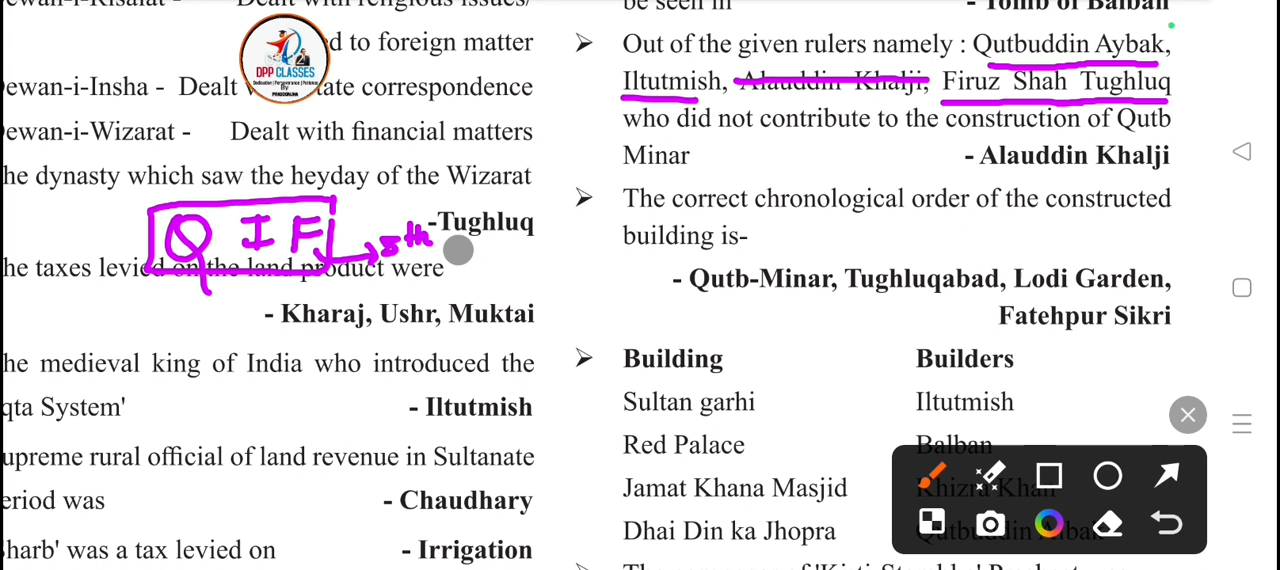 ewan-i-Risalat - Dealt with religious issues/
d to foreign matter
DPP CLASSES
By
ewan-i-Insha - Dealt tate correspondence
ewan-i-Wizarat - Dealt with financial matters
he dynasty which saw the heyday of the Wizarat
-Tughluq
Q I F 5th
he taxes levied on the land product were
- Kharaj, Ushr, Muktai
he medieval king of India who introduced the
qta System'
- Iltutmish
upreme rural official of land revenue in Sultanate
eriod was - Chaudhary
harb' was a tax levied on - Irrigation
be seen in - Tomb of Balban
➢ Out of the given rulers namely : Qutbuddin Aybak,
Iltutmish, Alauddin Khalji, Firuz Shah Tughluq
who did not contribute to the construction of Qutb
Minar - Alauddin Khalji
➢ The correct chronological order of the constructed
building is-
- Qutb-Minar, Tughluqabad, Lodi Garden,
Fatehpur Sikri
➢ Building Builders
Sultan garhi Iltutmish
Red Palace Balban
Jamat Khana Masjid Khizra Khan
Dhai Din ka Jhopra Qutbuddin Aibak